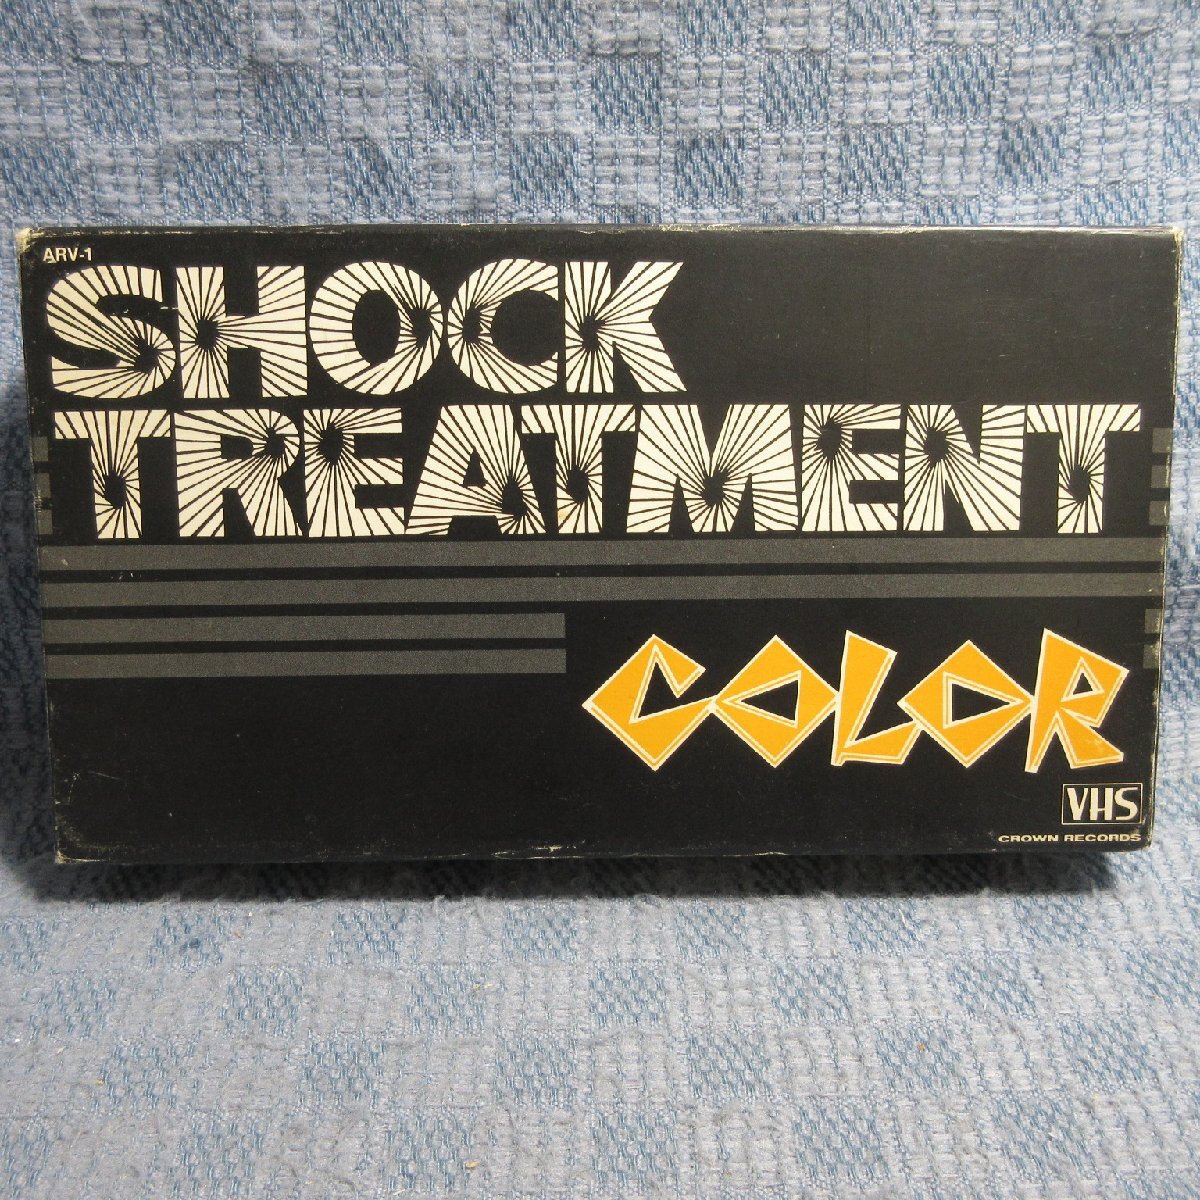 ARV-1
SHOCK
TREATMENT
COLOR
VHS
CROWN RECORDS